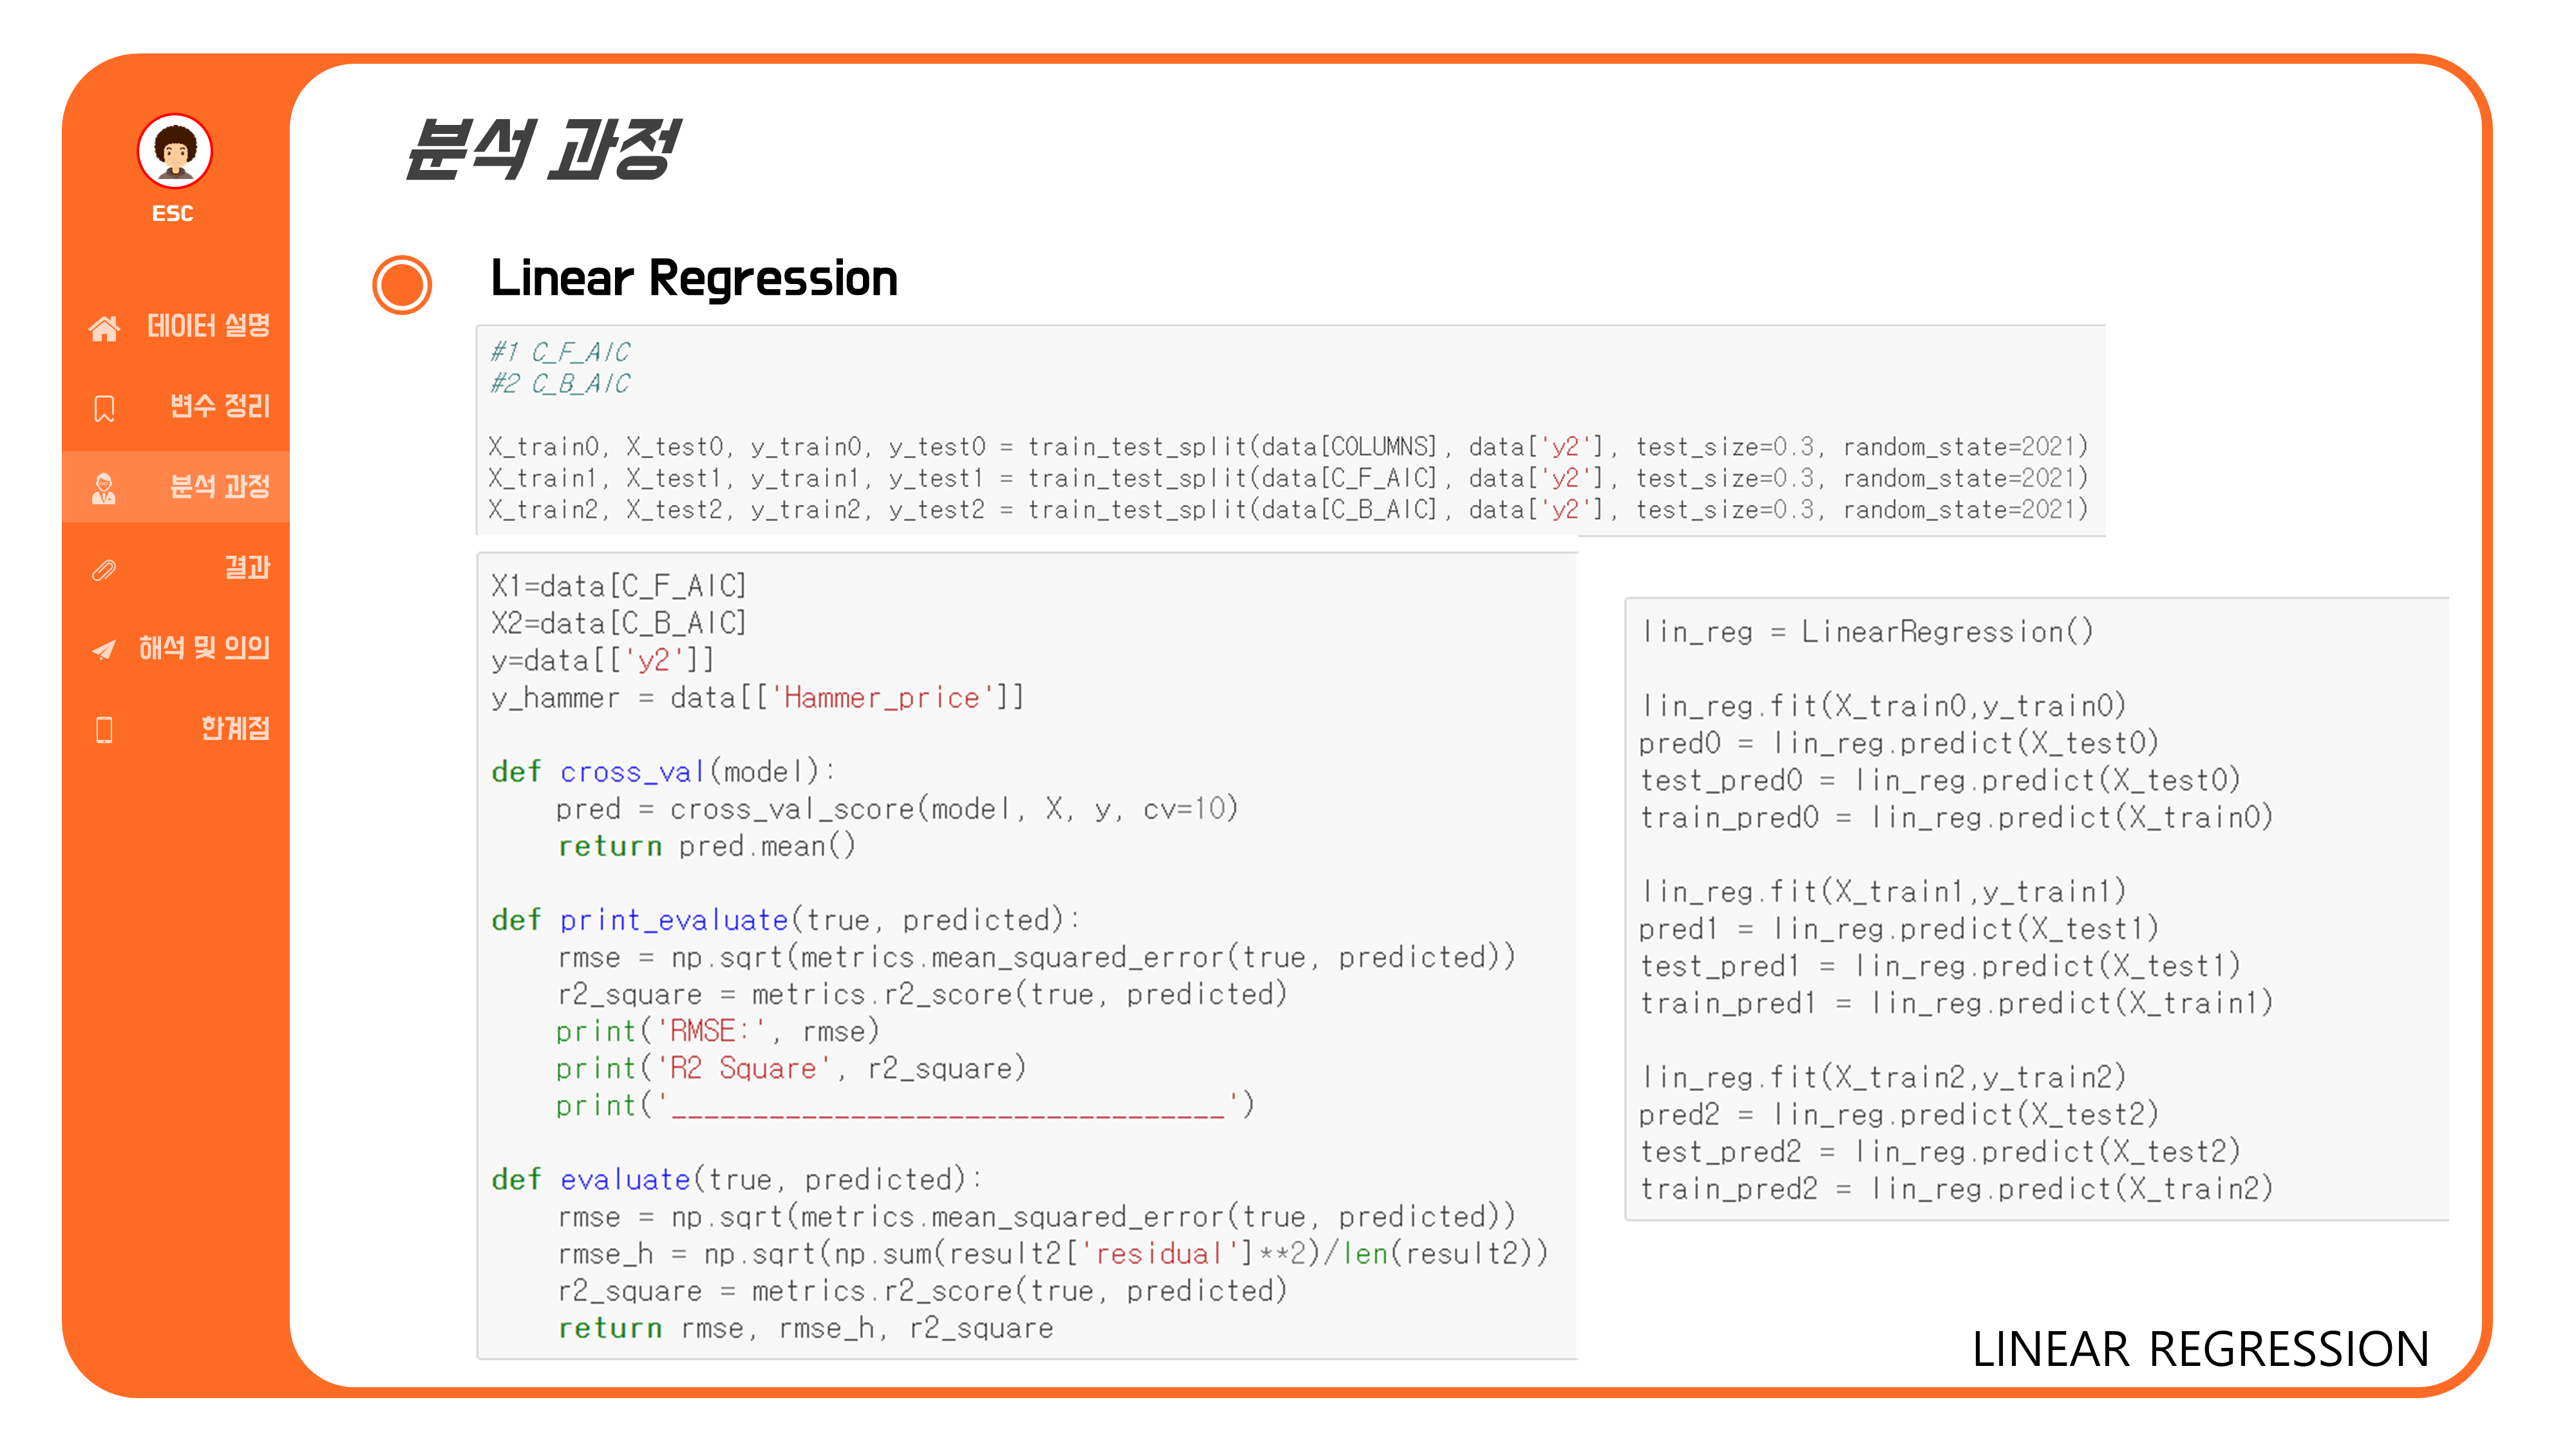 ESC
데이터 설명
변수 정리
분석 과정
결과
해석 및 의의
한계점
분석 과정
Linear Regression
#1 C_F_AIC
#2 C_B_AIC
X_train0, X_test0, y_train0, y_test0 = train_test_split(data[COLUMNS], data['y2'], test_size=0.3, random_state=2021)
X_train1, X_test1, y_train1, y_test1 = train_test_split(data[C_F_AIC], data['y2'], test_size=0.3, random_state=2021)
X_train2, X_test2, y_train2, y_test2 = train_test_split(data[C_B_AIC], data['y2'], test_size=0.3, random_state=2021)
X1=data[C_F_AIC]
X2=data[C_B_AIC]
y=data[['y2']]
y_hammer = data[['Hammer_price']]
def cross_val(model):
    pred = cross_val_score(model, X, y, cv=10)
    return pred.mean()
def print_evaluate(true, predicted):
    rmse = np.sqrt(metrics.mean_squared_error(true, predicted))
    r2_square = metrics.r2_score(true, predicted)
    print('RMSE:', rmse)
    print('R2 Square', r2_square)
    print('__________________________________')
def evaluate(true, predicted):
    rmse = np.sqrt(metrics.mean_squared_error(true, predicted))
    rmse_h = np.sqrt(np.sum(result2['residual']**2)/len(result2))
    r2_square = metrics.r2_score(true, predicted)
    return rmse, rmse_h, r2_square
lin_reg = LinearRegression()
lin_reg.fit(X_train0,y_train0)
pred0 = lin_reg.predict(X_test0)
test_pred0 = lin_reg.predict(X_test0)
train_pred0 = lin_reg.predict(X_train0)
lin_reg.fit(X_train1,y_train1)
pred1 = lin_reg.predict(X_test1)
test_pred1 = lin_reg.predict(X_test1)
train_pred1 = lin_reg.predict(X_train1)
lin_reg.fit(X_train2,y_train2)
pred2 = lin_reg.predict(X_test2)
test_pred2 = lin_reg.predict(X_test2)
train_pred2 = lin_reg.predict(X_train2)
LINEAR REGRESSION